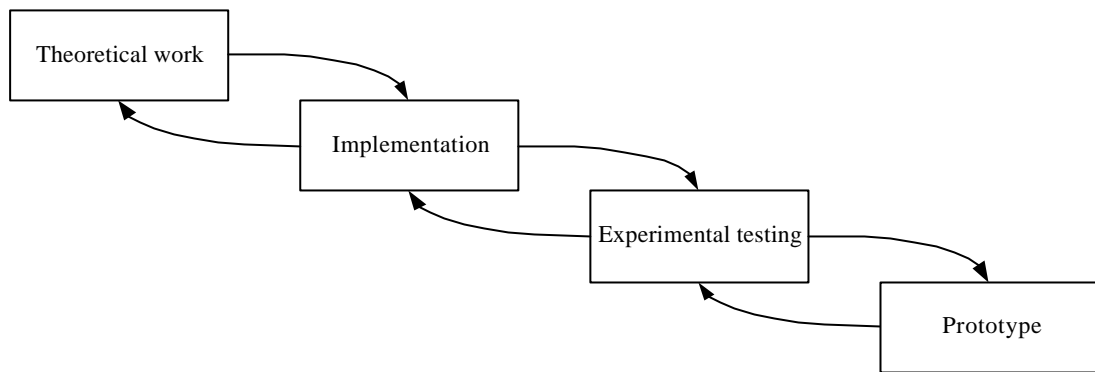 Theoretical work
Implementation
Experimental testing
Prototype